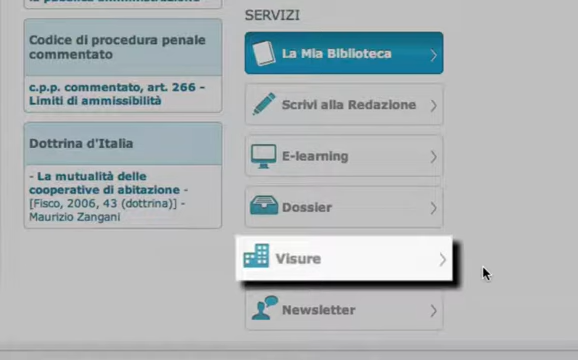 Codice di procedura penale
commentato
c.p.p. commentato, art. 266 -
Limiti di ammissibilità
Dottrina d'Italia
- La mutualità delle
cooperative di abitazione -
[Fisco, 2006, 43 (dottrina)] -
Maurizio Zangani
SERVIZI
La Mia Biblioteca
Scrivi alla Redazione
E-learning
Dossier
Visure
Newsletter